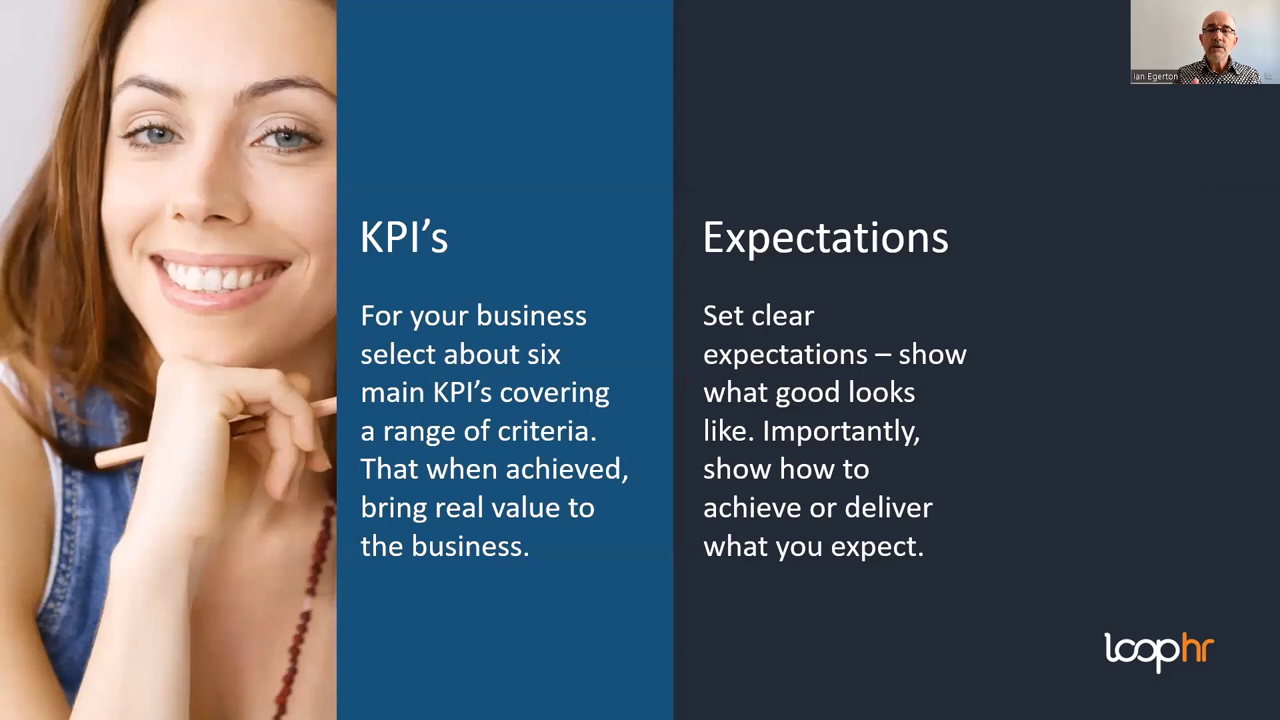 Ian Egerton
KPI’s
For your business
select about six
main KPI’s covering
a range of criteria.
That when achieved,
bring real value to
the business.
Expectations
Set clear
expectations – show
what good looks
like. Importantly,
show how to
achieve or deliver
what you expect.
loophr